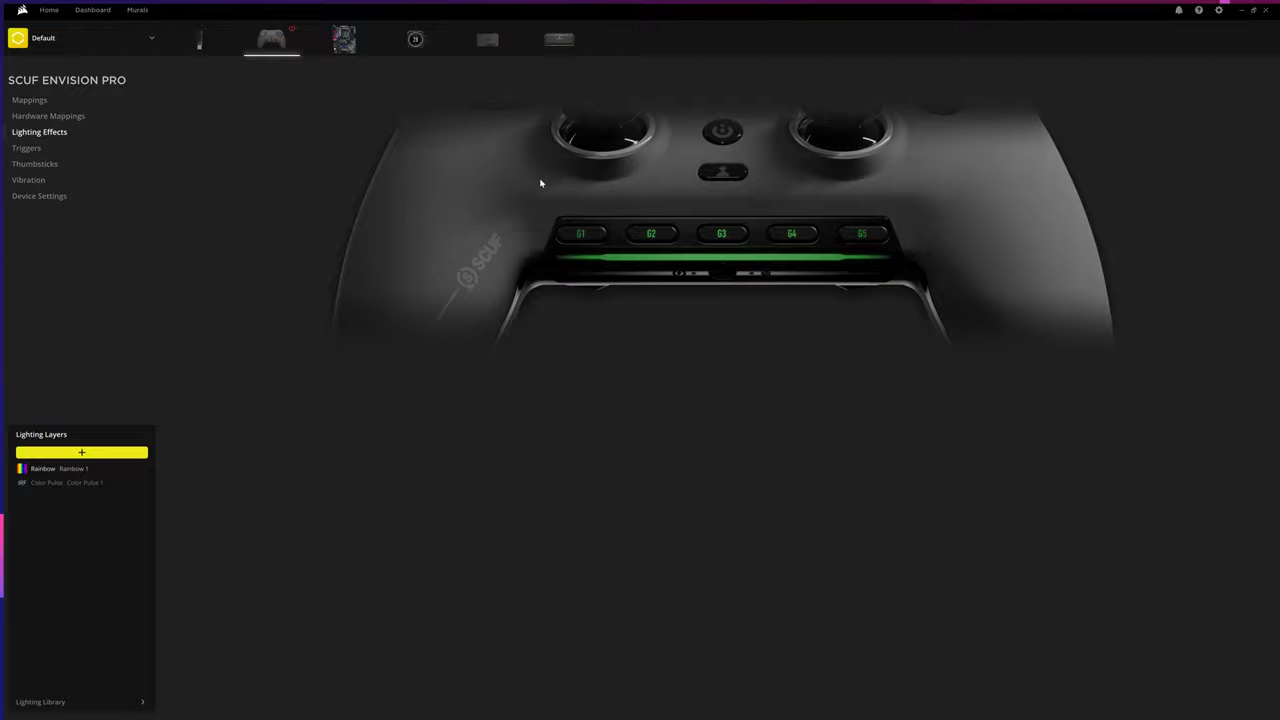 Home Dashboard Murals
Default
28
SCUF ENVISION PRO
Mappings
Hardware Mappings
Lighting Effects
Triggers
Thumbsticks
Vibration
Device Settings
G1 G2 G3 G4 G5
SCUF
Lighting Layers
+
Rainbow Rainbow 1
Color Pulse Color Pulse 1
Lighting Library